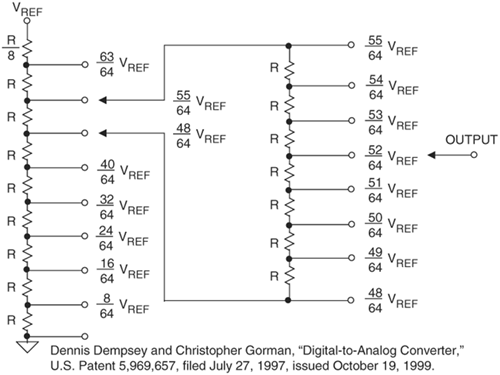 VREF
R/8
R
R
R
R
R
R
R
R
63/64 VREF
55/64 VREF
48/64 VREF
40/64 VREF
32/64 VREF
24/64 VREF
16/64 VREF
8/64 VREF
R
R
R
R
R
R
R
55/64 VREF
54/64 VREF
53/64 VREF
52/64 VREF
51/64 VREF
50/64 VREF
49/64 VREF
48/64 VREF
OUTPUT
Dennis Dempsey and Christopher Gorman, “Digital-to-Analog Converter,”
U.S. Patent 5,969,657, filed July 27, 1997, issued October 19, 1999.